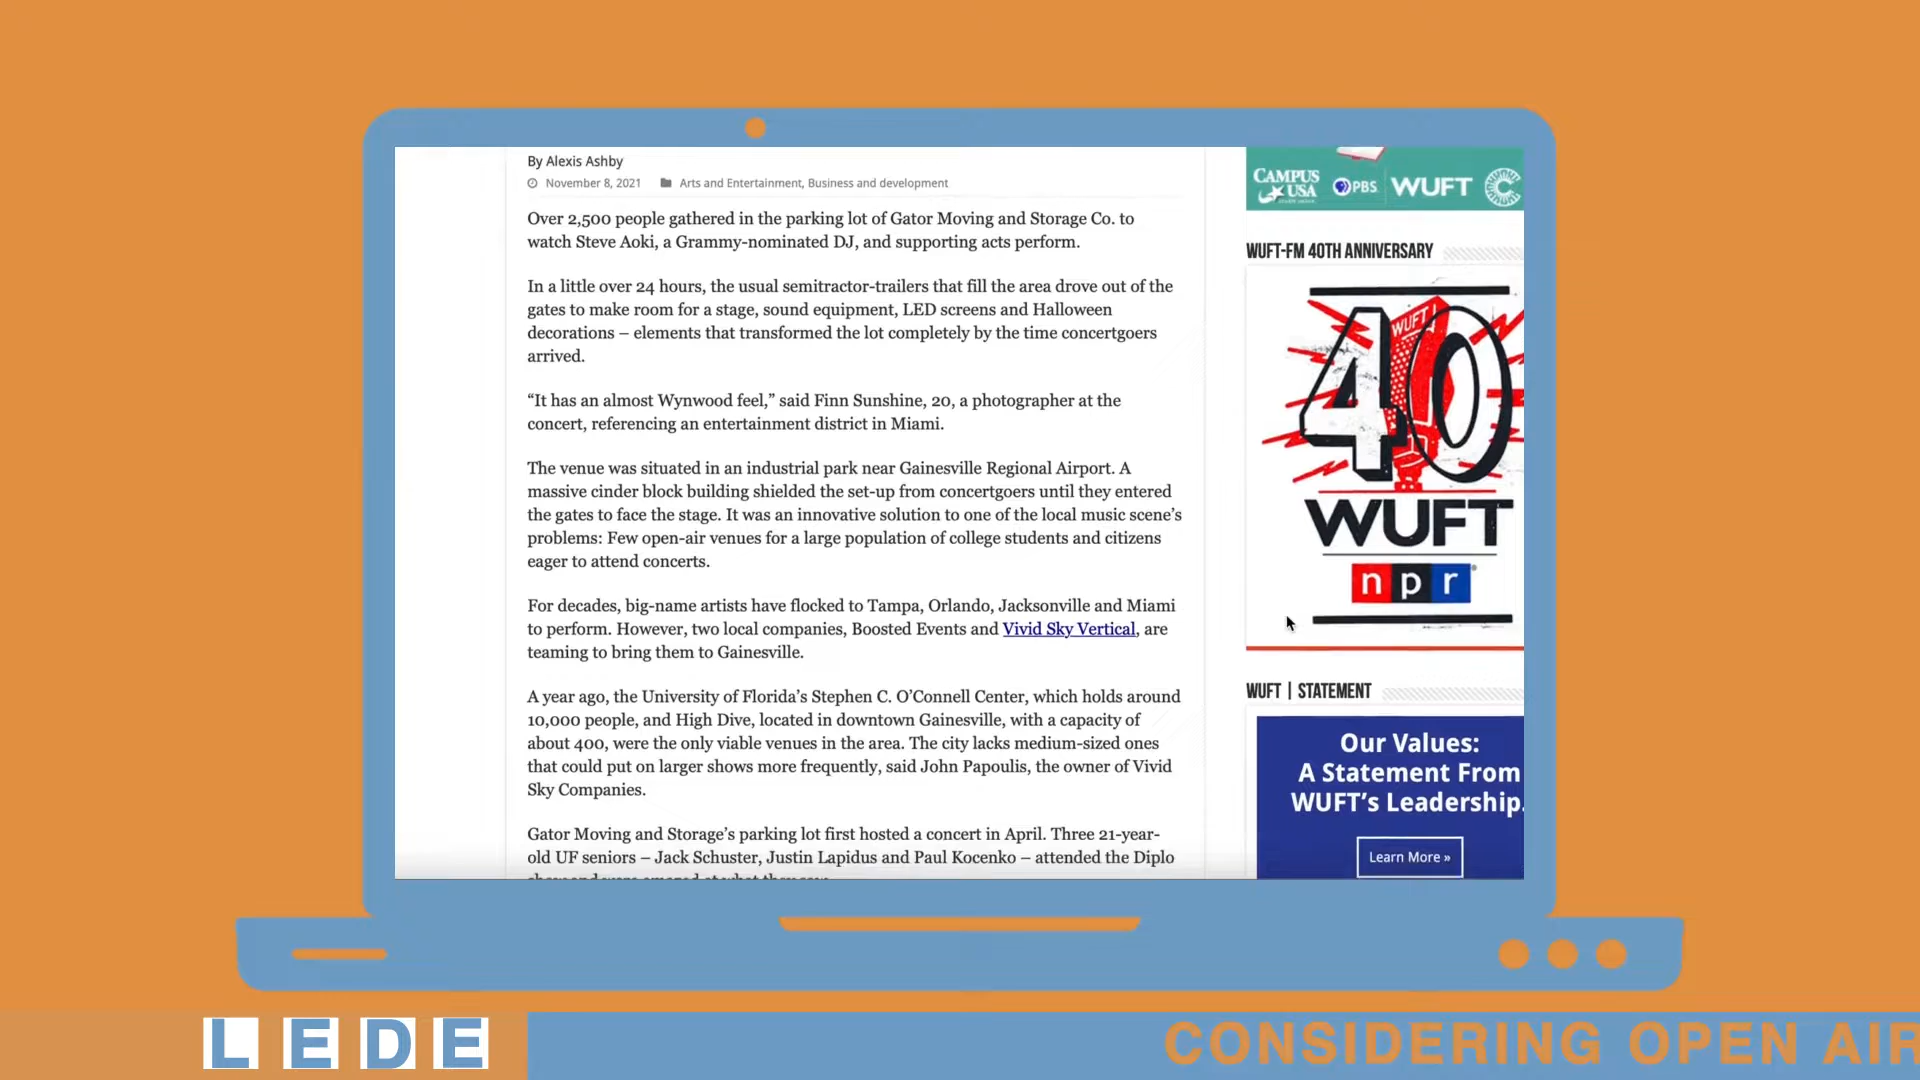 By Alexis Ashby
November 8, 2021 Arts and Entertainment, Business and development
Over 2,500 people gathered in the parking lot of Gator Moving and Storage Co. to
watch Steve Aoki, a Grammy-nominated DJ, and supporting acts perform.
In a little over 24 hours, the usual semitractor-trailers that fill the area drove out of the
gates to make room for a stage, sound equipment, LED screens and Halloween
decorations – elements that transformed the lot completely by the time concertgoers
arrived.
“It has an almost Wynwood feel,” said Finn Sunshine, 20, a photographer at the
concert, referencing an entertainment district in Miami.
The venue was situated in an industrial park near Gainesville Regional Airport. A
massive cinder block building shielded the set-up from concertgoers until they entered
the gates to face the stage. It was an innovative solution to one of the local music scene’s
problems: Few open-air venues for a large population of college students and citizens
eager to attend concerts.
For decades, big-name artists have flocked to Tampa, Orlando, Jacksonville and Miami
to perform. However, two local companies, Boosted Events and Vivid Sky Vertical, are
teaming to bring them to Gainesville.
A year ago, the University of Florida’s Stephen C. O’Connell Center, which holds around
10,000 people, and High Dive, located in downtown Gainesville, with a capacity of
about 400, were the only viable venues in the area. The city lacks medium-sized ones
that could put on larger shows more frequently, said John Papoulis, the owner of Vivid
Sky Companies.
Gator Moving and Storage’s parking lot first hosted a concert in April. Three 21-year-
old UF seniors – Jack Schuster, Justin Lapidus and Paul Kocenko – attended the Diplo
CAMPUS
USA
PBS
WUFT
C
WUFT-FM 40TH ANNIVERSARY
WUFT
40
WUFT
npr
WUFT | STATEMENT
Our Values:
A Statement From
WUFT’s Leadership.
Learn More »
LEDE
CONSIDERING OPEN AIR